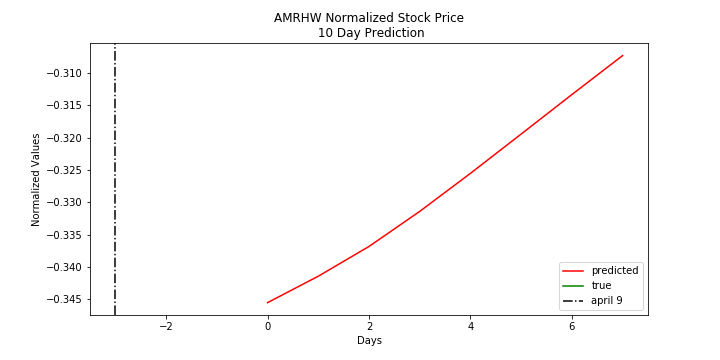 AMRHW Normalized Stock Price
10 Day Prediction
Normalized Values
−0.310
−0.315
−0.320
−0.325
−0.330
−0.335
−0.340
−0.345
−2
0
2
4
6
Days
predicted
true
april 9